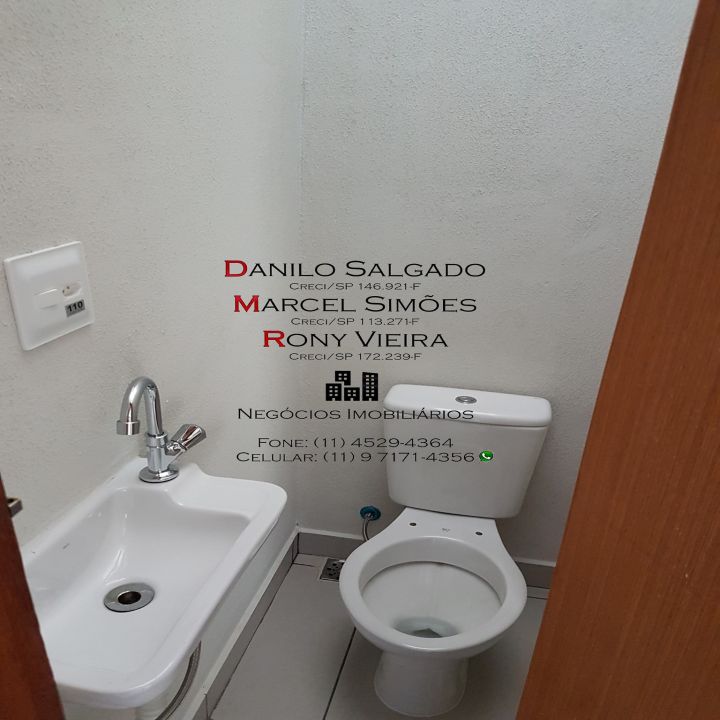 110
DANILO SALGADO
CRECI/SP 146.921-F
MARCEL SIMÕES
CRECI/SP 113.271-F
RONY VIEIRA
CRECI/SP 172.239-F
NEGÓCIOS IMOBILIÁRIOS
FONE: (11) 4529-4364
CELULAR: (11) 9 7171-4356